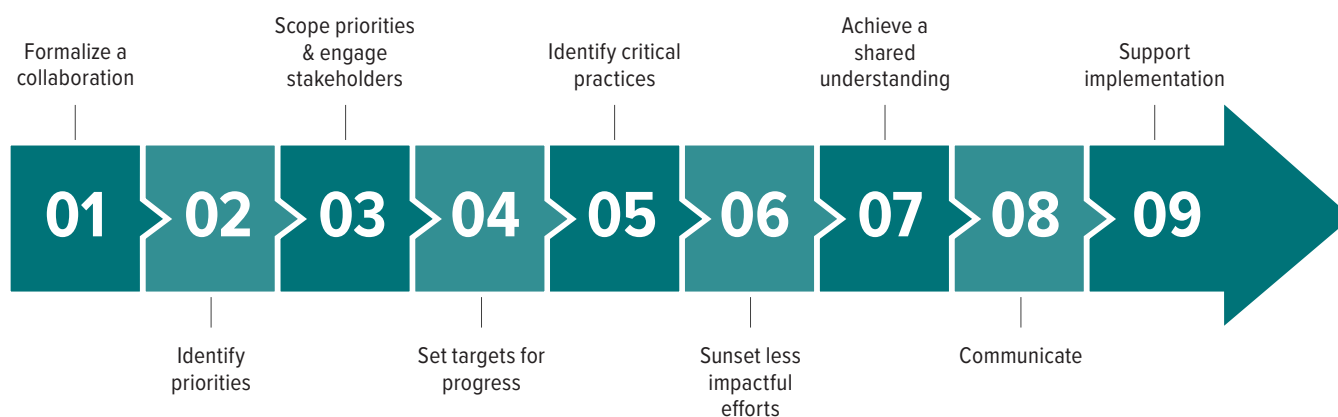 Formalize a
collaboration
Scope priorities
& engage
stakeholders
Identify critical
practices
Achieve a
shared
understanding
Support
implementation
01
02
03
04
05
06
07
08
09
Identify
priorities
Set targets for
progress
Sunset less
impactful
efforts
Communicate